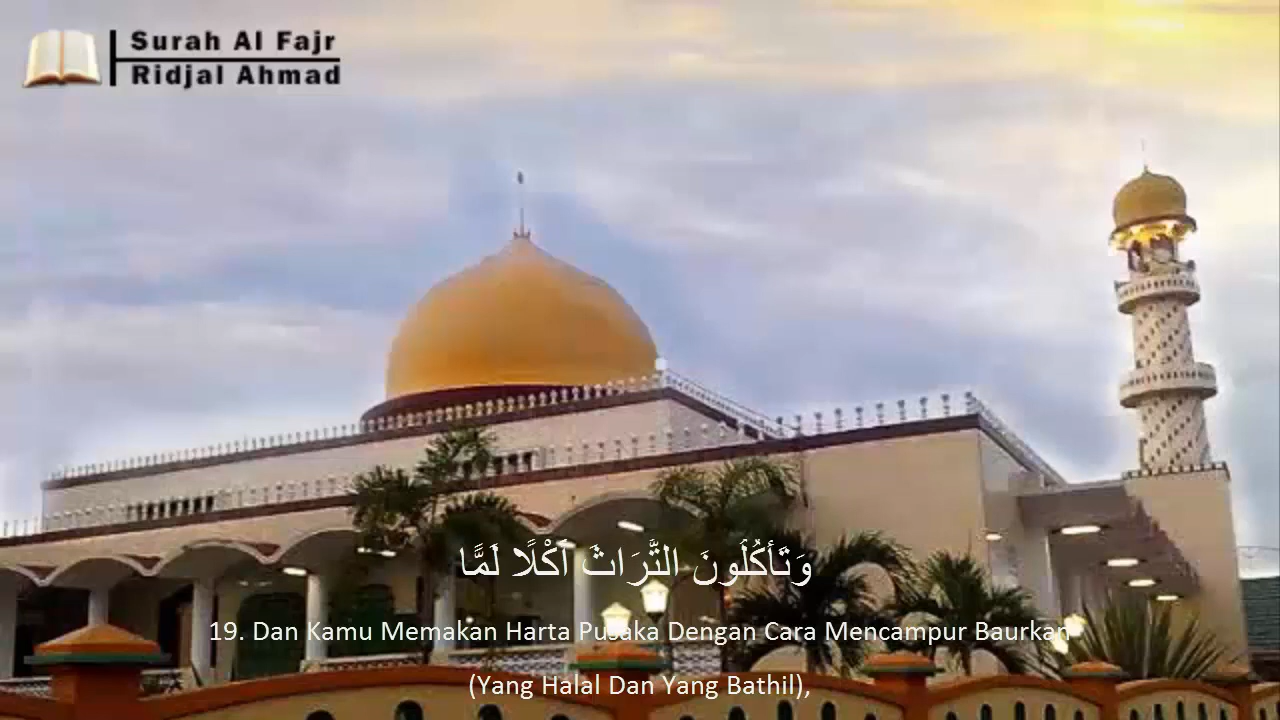 Surah Al Fajr
Ridjal Ahmad
وَتَأْكُلُونَ التُّرَاثَ أَكْلًا لَمًّا
19. Dan Kamu Memakan Harta Pusaka Dengan Cara Mencampur Baurkan
(Yang Halal Dan Yang Bathil),